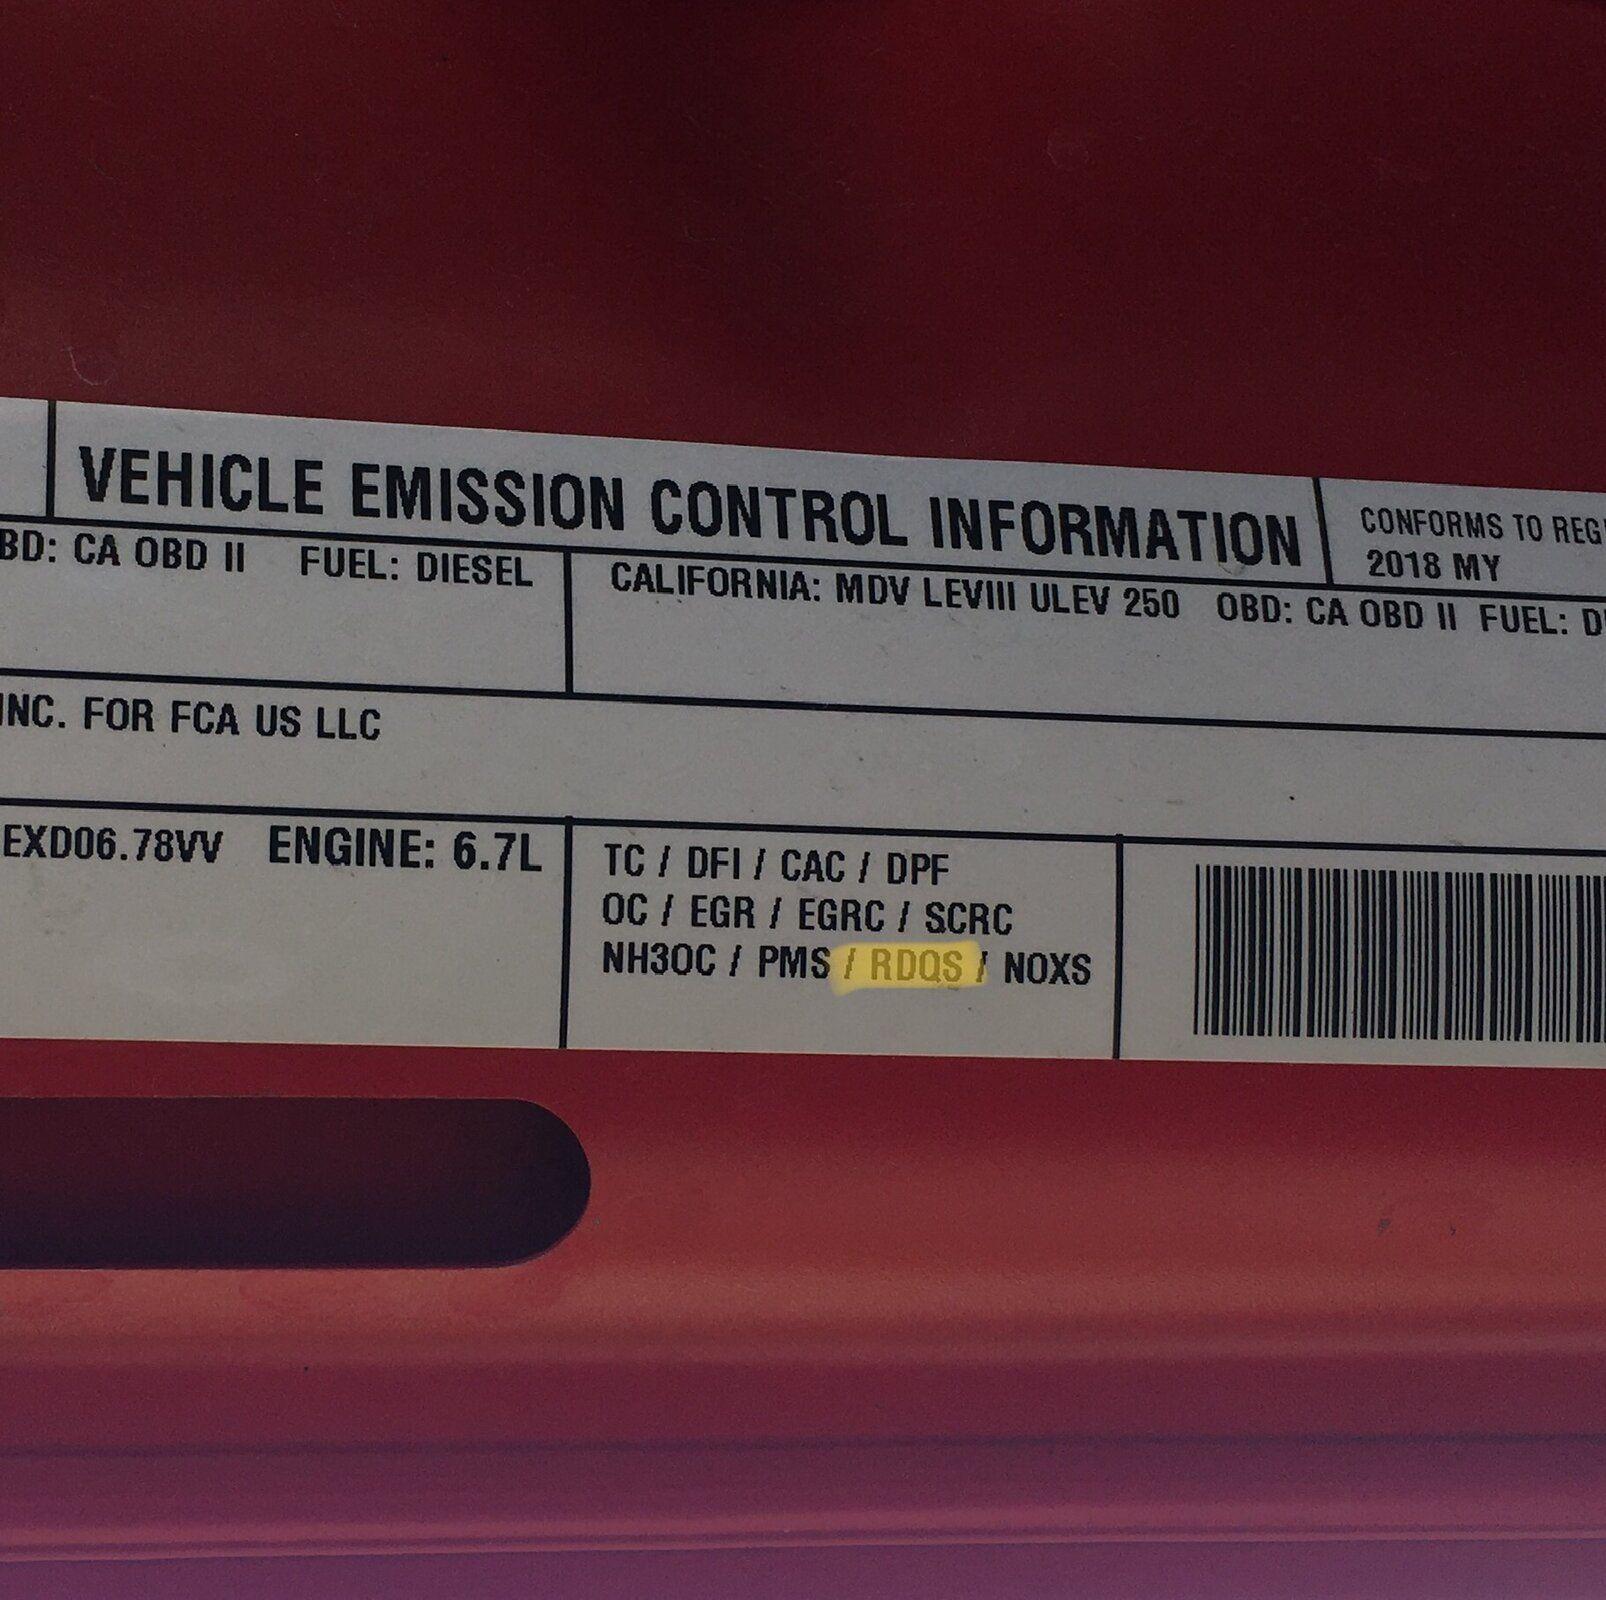 VEHICLE EMISSION CONTROL INFORMATION
CONFORMS TO
2018 MY
CA OBD II FUEL: DIESEL
CALIFORNIA: MDV LEVIII ULEV 250 OBD: CA OBD II FUEL:
INC. FOR FCA US LLC
EXD06.78VV ENGINE: 6.7L
TC / DFI / CAC / DPF
OC / EGR / EGRC / SCRC
NH3OC / PMS / RDQS / NOXS